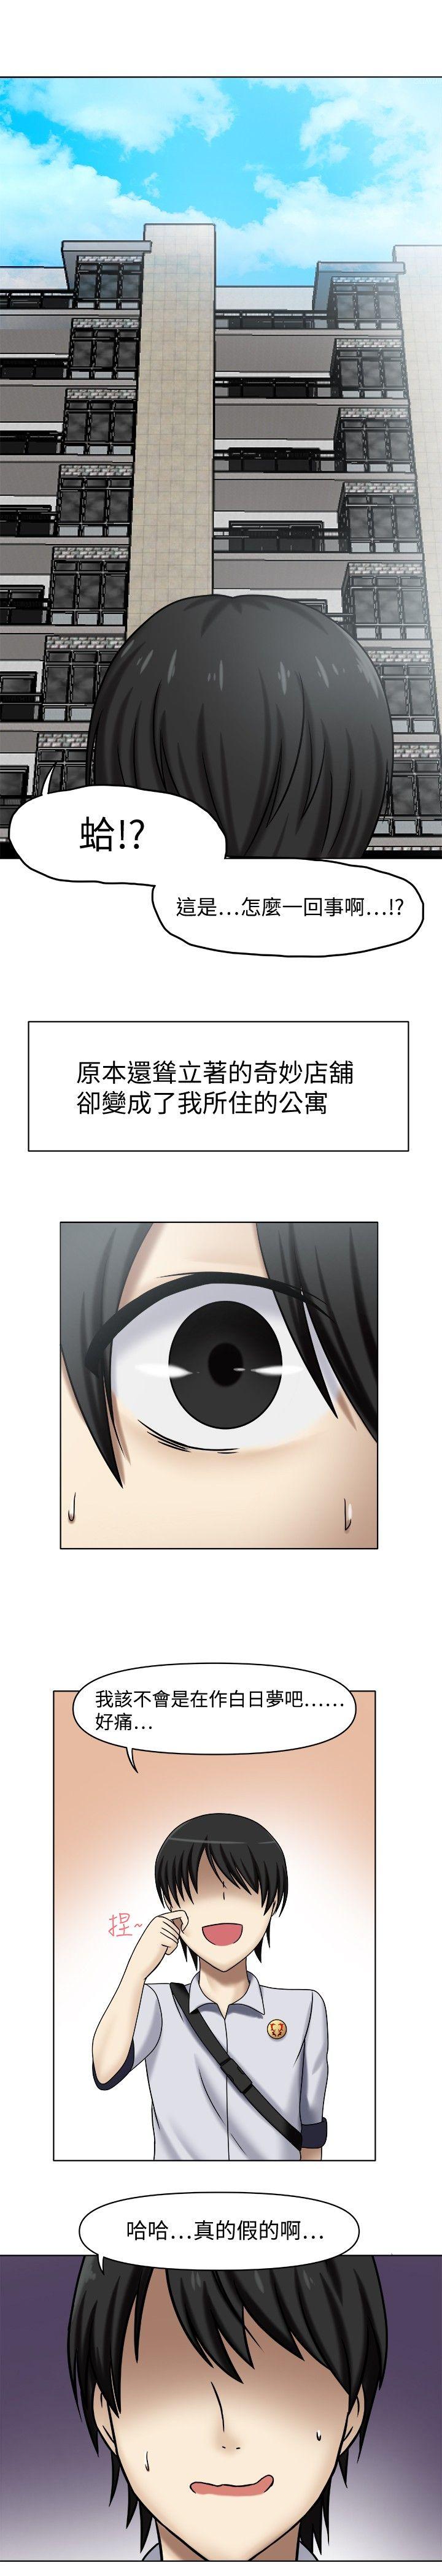 蛤!?
這是...怎麼一回事啊...!?
原本還聳立著的奇妙店舖
卻變成了我所住的公寓
我該不會是在作白日夢吧......
好痛...
捏~
哈哈...真的假的啊...